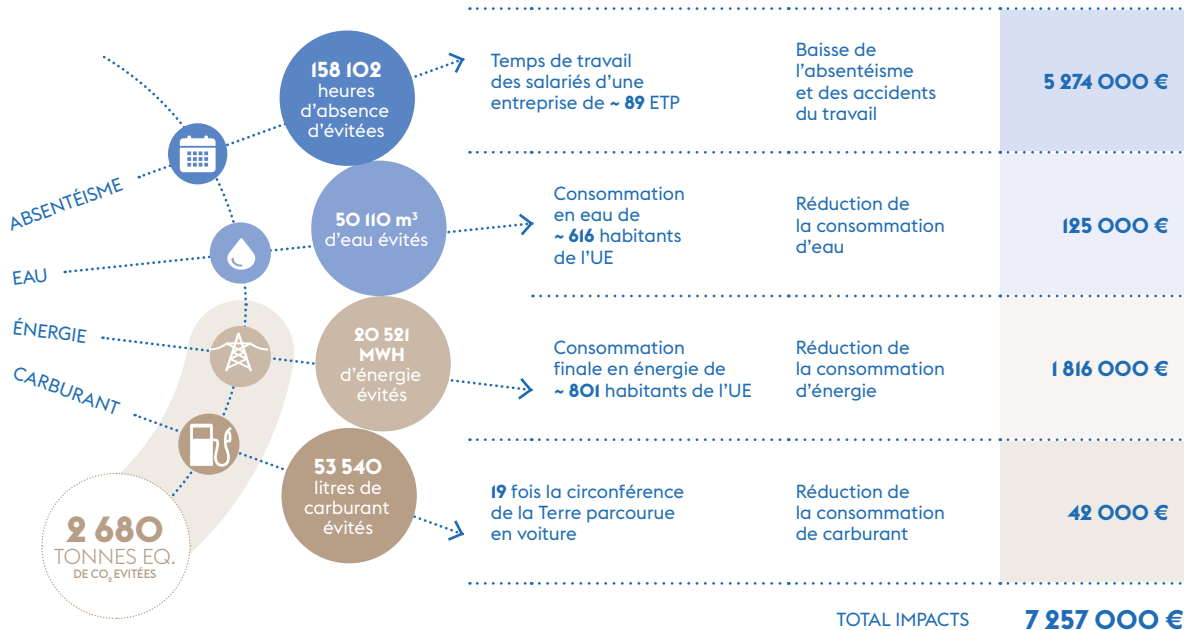 158 102
heures
d'absence
d'évitées
Temps de travail
des salariés d'une
entreprise de ~ 89 ETP
Baisse de
l'absentéisme
et des accidents
du travail
5 274 000 €
ABSENTÉISME
50 110 m³
d'eau évités
Consommation
en eau de
~ 616 habitants
de l'UE
Réduction de
la consommation
d'eau
125 000 €
EAU
ÉNERGIE
20 521
MWH
d'énergie
évités
Consommation
finale en énergie de
~ 801 habitants de l'UE
Réduction de
la consommation
d'énergie
1 816 000 €
CARBURANT
53 540
litres de
carburant
évités
19 fois la circonférence
de la Terre parcourue
en voiture
Réduction de
la consommation
de carburant
42 000 €
2 680
TONNES EQ.
DE CO₂ EVITÉES
TOTAL IMPACTS 7 257 000 €